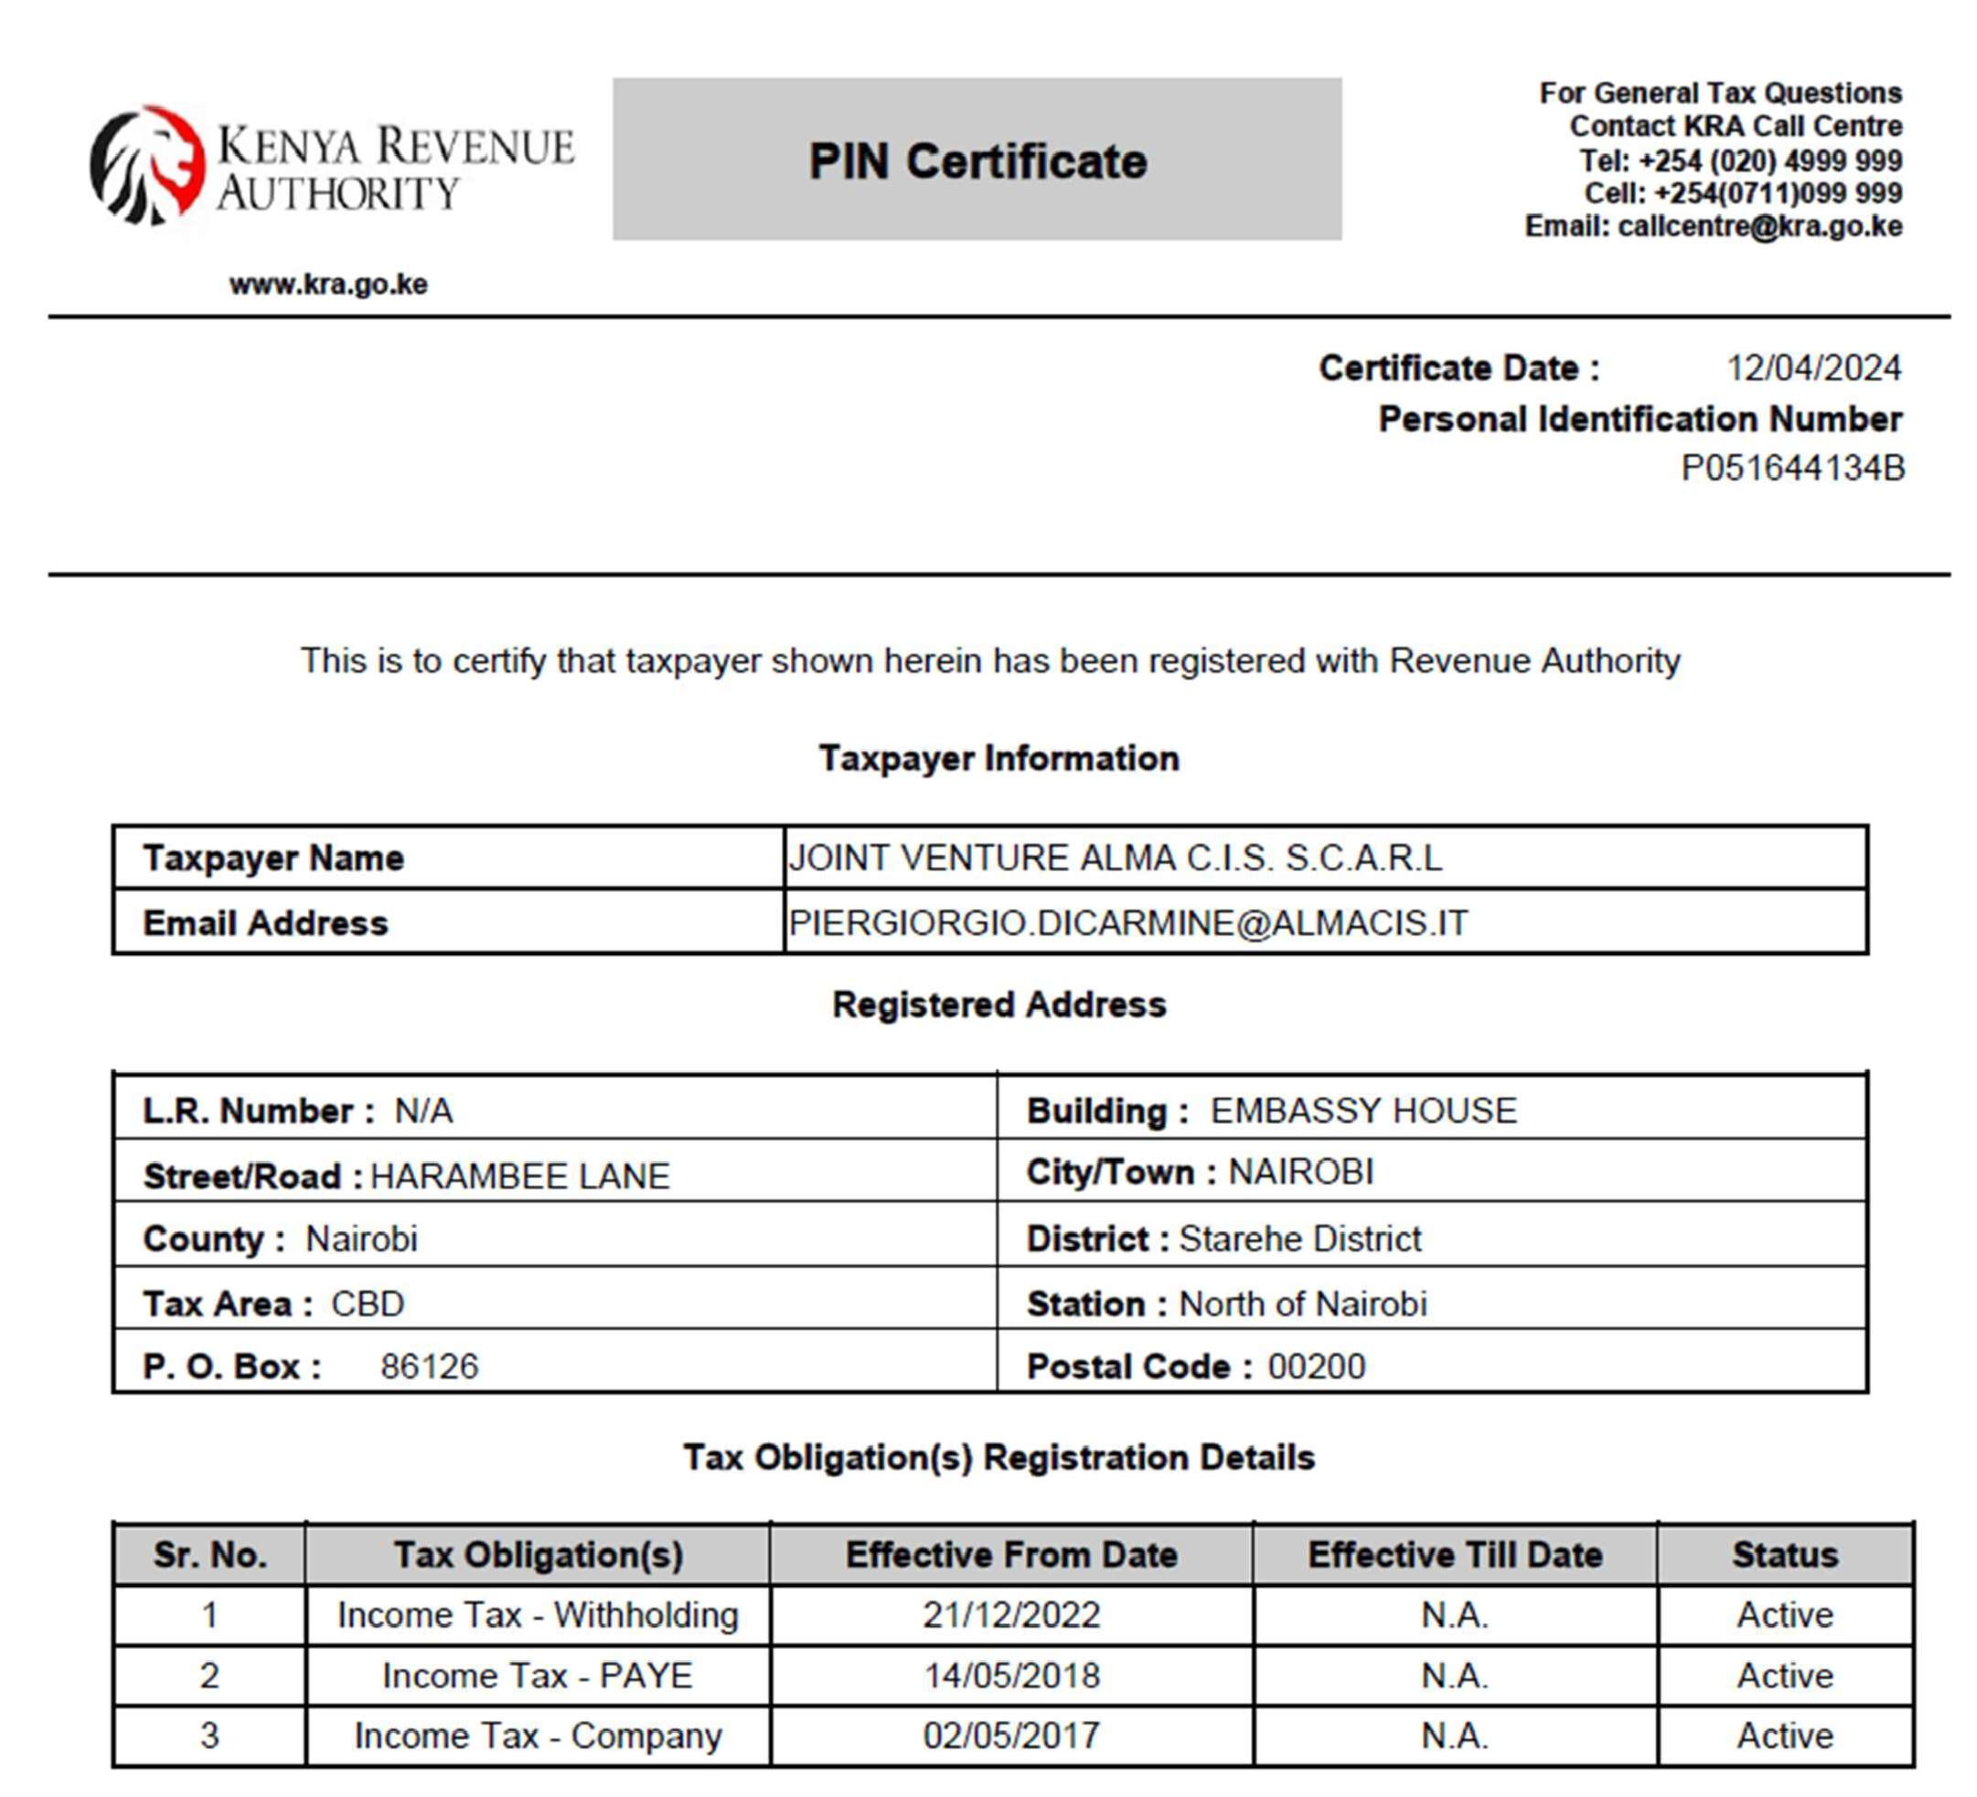 KENYA REVENUE
AUTHORITY
www.kra.go.ke
PIN Certificate
For General Tax Questions
Contact KRA Call Centre
Tel: +254 (020) 4999 999
Cell: +254(0711)099 999
Email: callcentre@kra.go.ke
Certificate Date : 12/04/2024
Personal Identification Number
P051644134B
This is to certify that taxpayer shown herein has been registered with Revenue Authority
Taxpayer Information
Taxpayer Name JOINT VENTURE ALMA C.I.S. S.C.A.R.L
Email Address PIERGIORGIO.DICARMINE@ALMACIS.IT
Registered Address
L.R. Number : N/A Building : EMBASSY HOUSE
Street/Road : HARAMBEE LANE City/Town : NAIROBI
County : Nairobi District : Starehe District
Tax Area : CBD Station : North of Nairobi
P. O. Box : 86126 Postal Code : 00200
Tax Obligation(s) Registration Details
Sr. No. Tax Obligation(s) Effective From Date Effective Till Date Status
1 Income Tax - Withholding 21/12/2022 N.A. Active
2 Income Tax - PAYE 14/05/2018 N.A. Active
3 Income Tax - Company 02/05/2017 N.A. Active